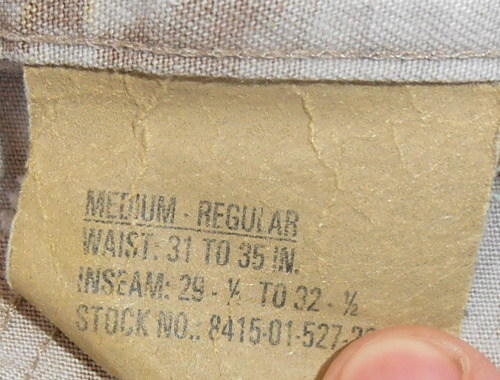 MEDIUM - REGULAR
WAIST: 31 TO 35 IN.
INSEAM: 29 - ½ TO 32 - ½
STOCK NO.: 8415-01-527-